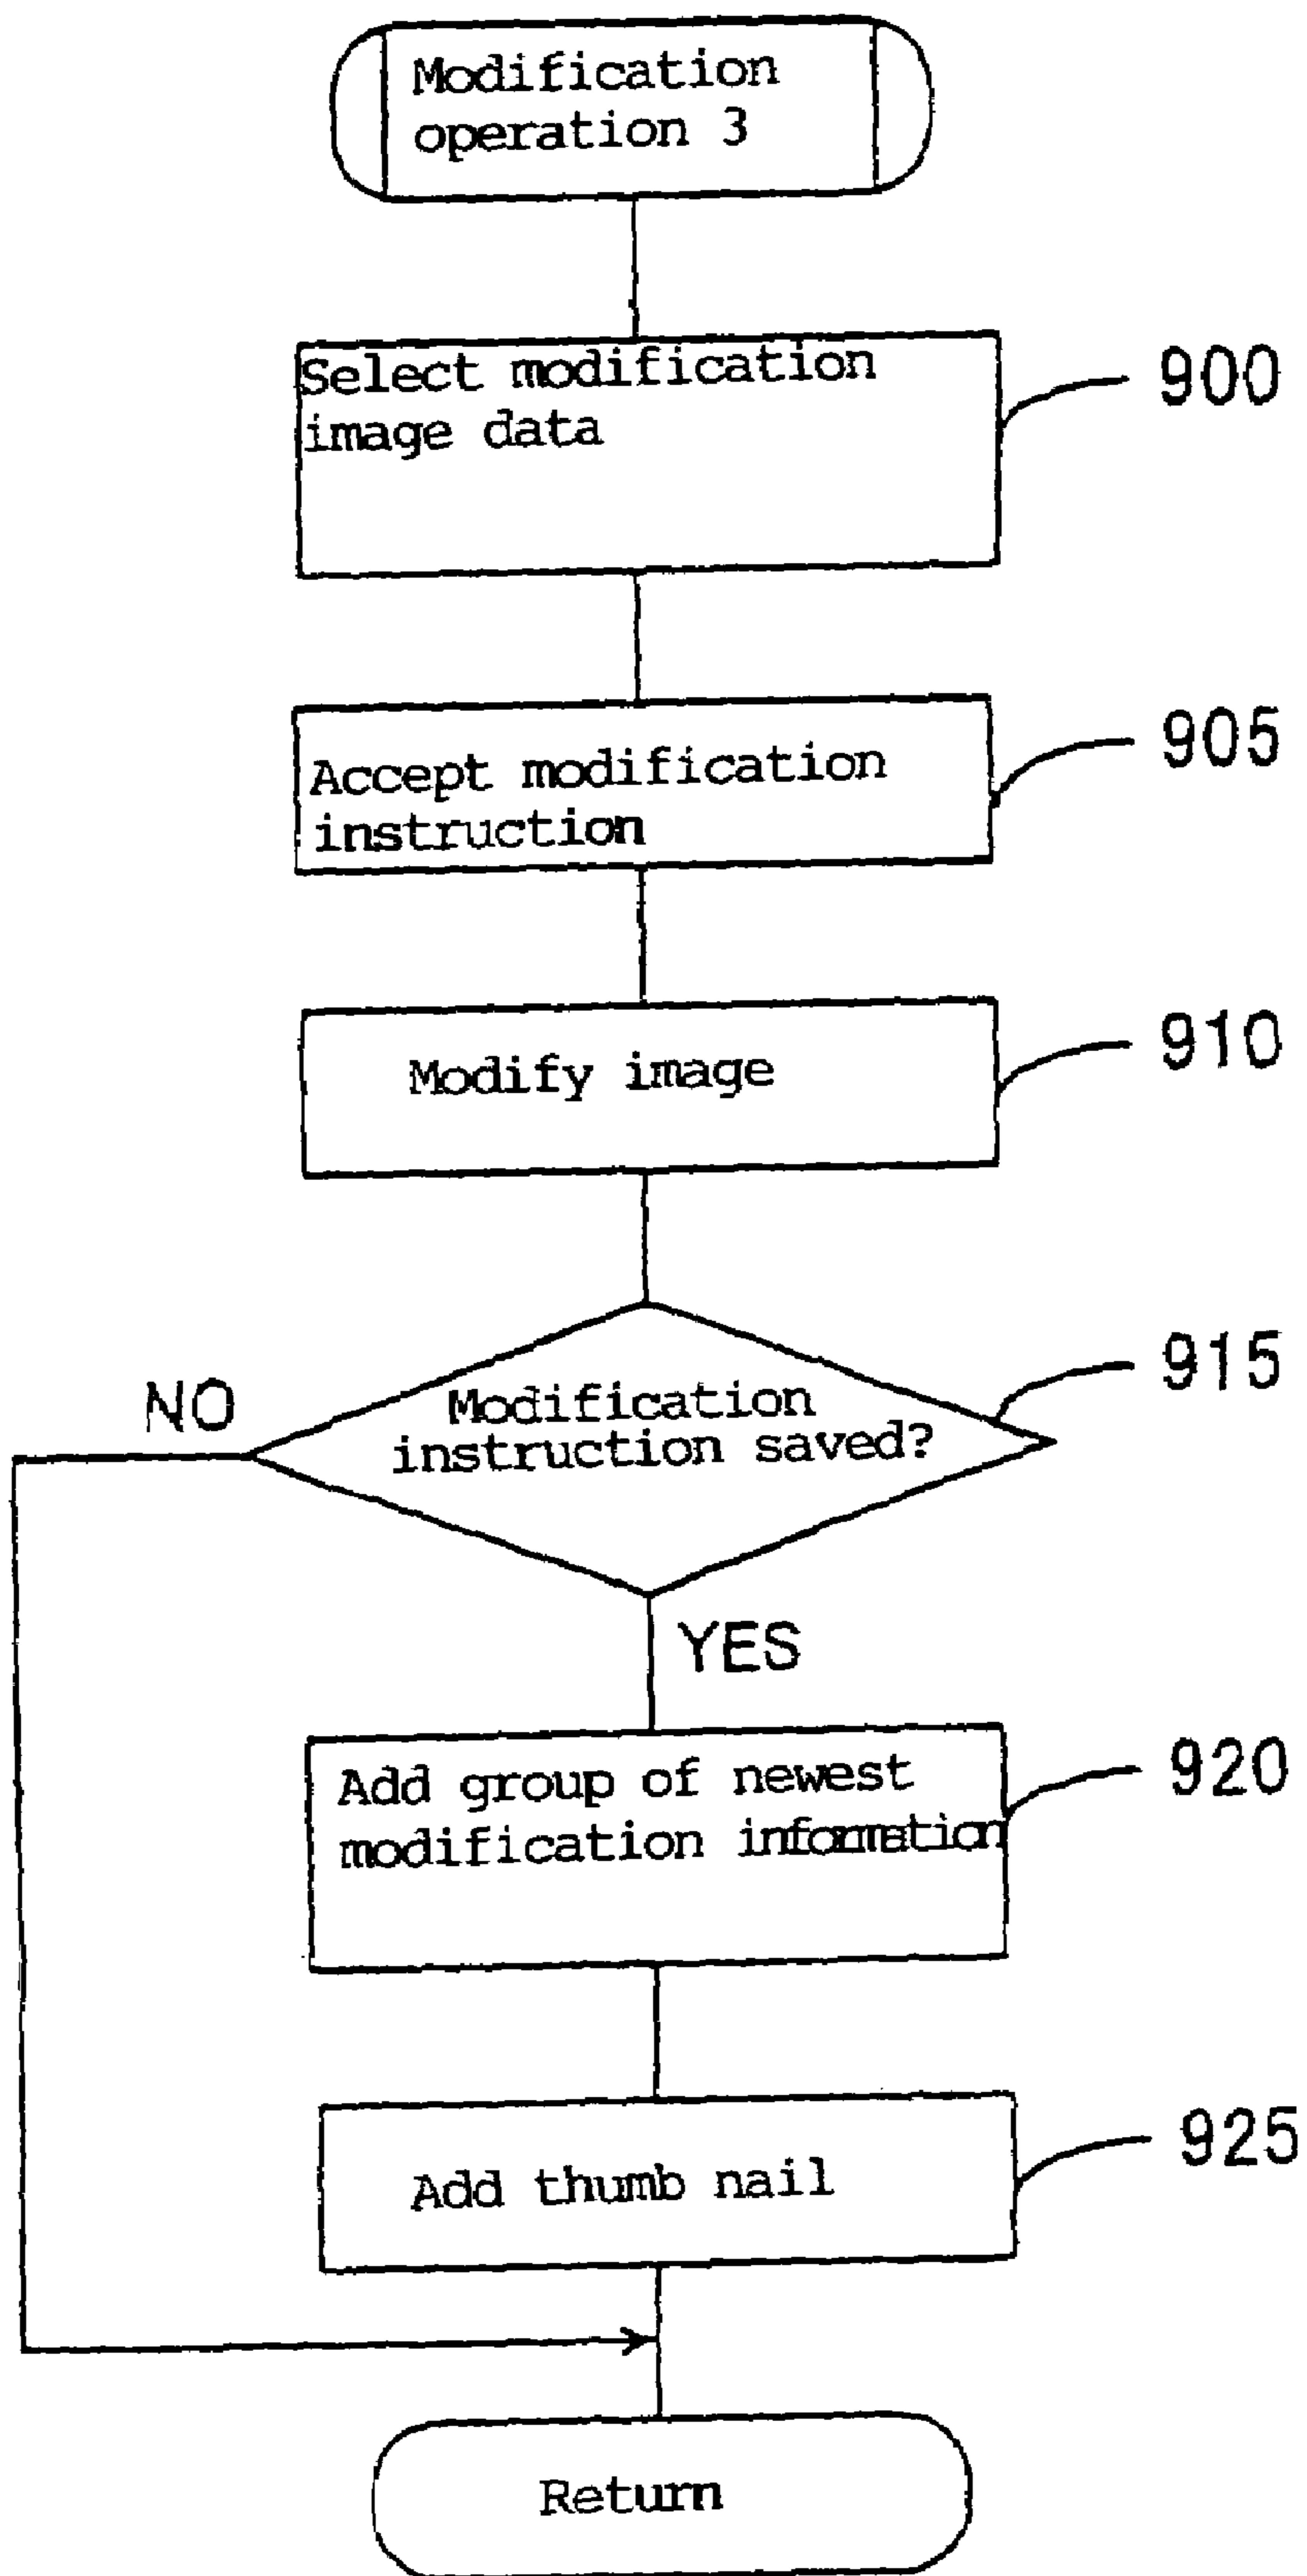 Modification
operation 3
Select modification
image data
900
Accept modification
instruction
905
Modify image
910
Modification
instruction saved?
915
NO
YES
Add group of newest
modification information
920
Add thumb nail
925
Return